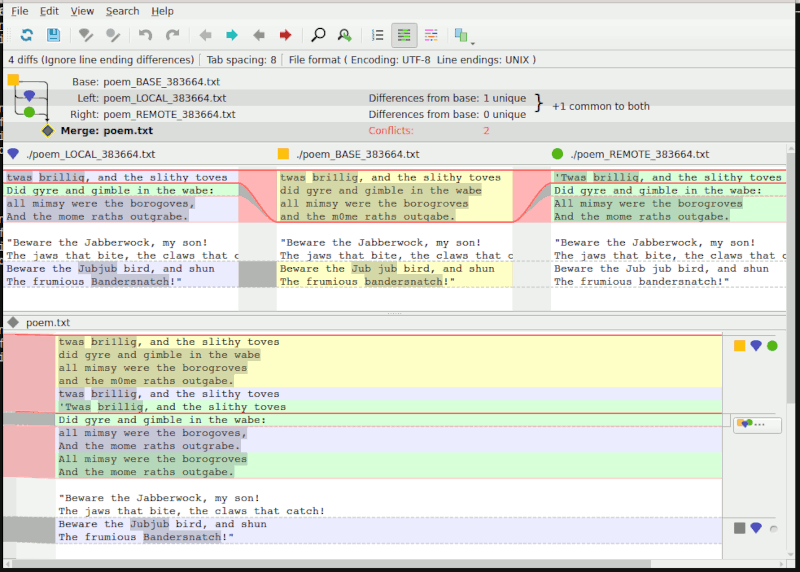 File Edit View Search Help
4 diffs (Ignore line ending differences) Tab spacing: 8 File format ( Encoding: UTF-8 Line endings: UNIX )
Base: poem_BASE_383664.txt
Left: poem_LOCAL_383664.txt Differences from base: 1 unique
Right: poem_REMOTE_383664.txt Differences from base: 0 unique
} +1 common to both
Merge: poem.txt Conflicts: 2
./poem_LOCAL_383664.txt ./poem_BASE_383664.txt ./poem_REMOTE_383664.txt
twas brillig, and the slithy toves
Did gyre and gimble in the wabe:
all mimsy were the borogoves,
And the mome raths outgrabe.
"Beware the Jabberwock, my son!
The jaws that bite, the claws that c
Beware the Jubjub bird, and shun
The frumious Bandersnatch!"
twas brillig, and the slithy toves
did gyre and gimble in the wabe
all mimsy were the borogroves
and the m0me raths outgabe.
"Beware the Jabberwock, my son!
The jaws that bite, the claws that c
Beware the Jub jub bird, and shun
The frumious bandersnatch!"
'Twas brillig, and the slithy toves
Did gyre and gimble in the wabe:
All mimsy were the borogroves
And the mome raths outgabe.
"Beware the Jabberwock, my son!
The jaws that bite, the claws that c
Beware the Jub jub bird, and shun
The frumious bandersnatch!"
poem.txt
twas brillig, and the slithy toves
did gyre and gimble in the wabe
all mimsy were the borogroves
and the m0me raths outgabe.
twas brillig, and the slithy toves
'Twas brillig, and the slithy toves
Did gyre and gimble in the wabe:
all mimsy were the borogoves,
And the mome raths outgrabe.
All mimsy were the borogroves
And the mome raths outgabe.
"Beware the Jabberwock, my son!
The jaws that bite, the claws that catch!
Beware the Jubjub bird, and shun
The frumious Bandersnatch!"